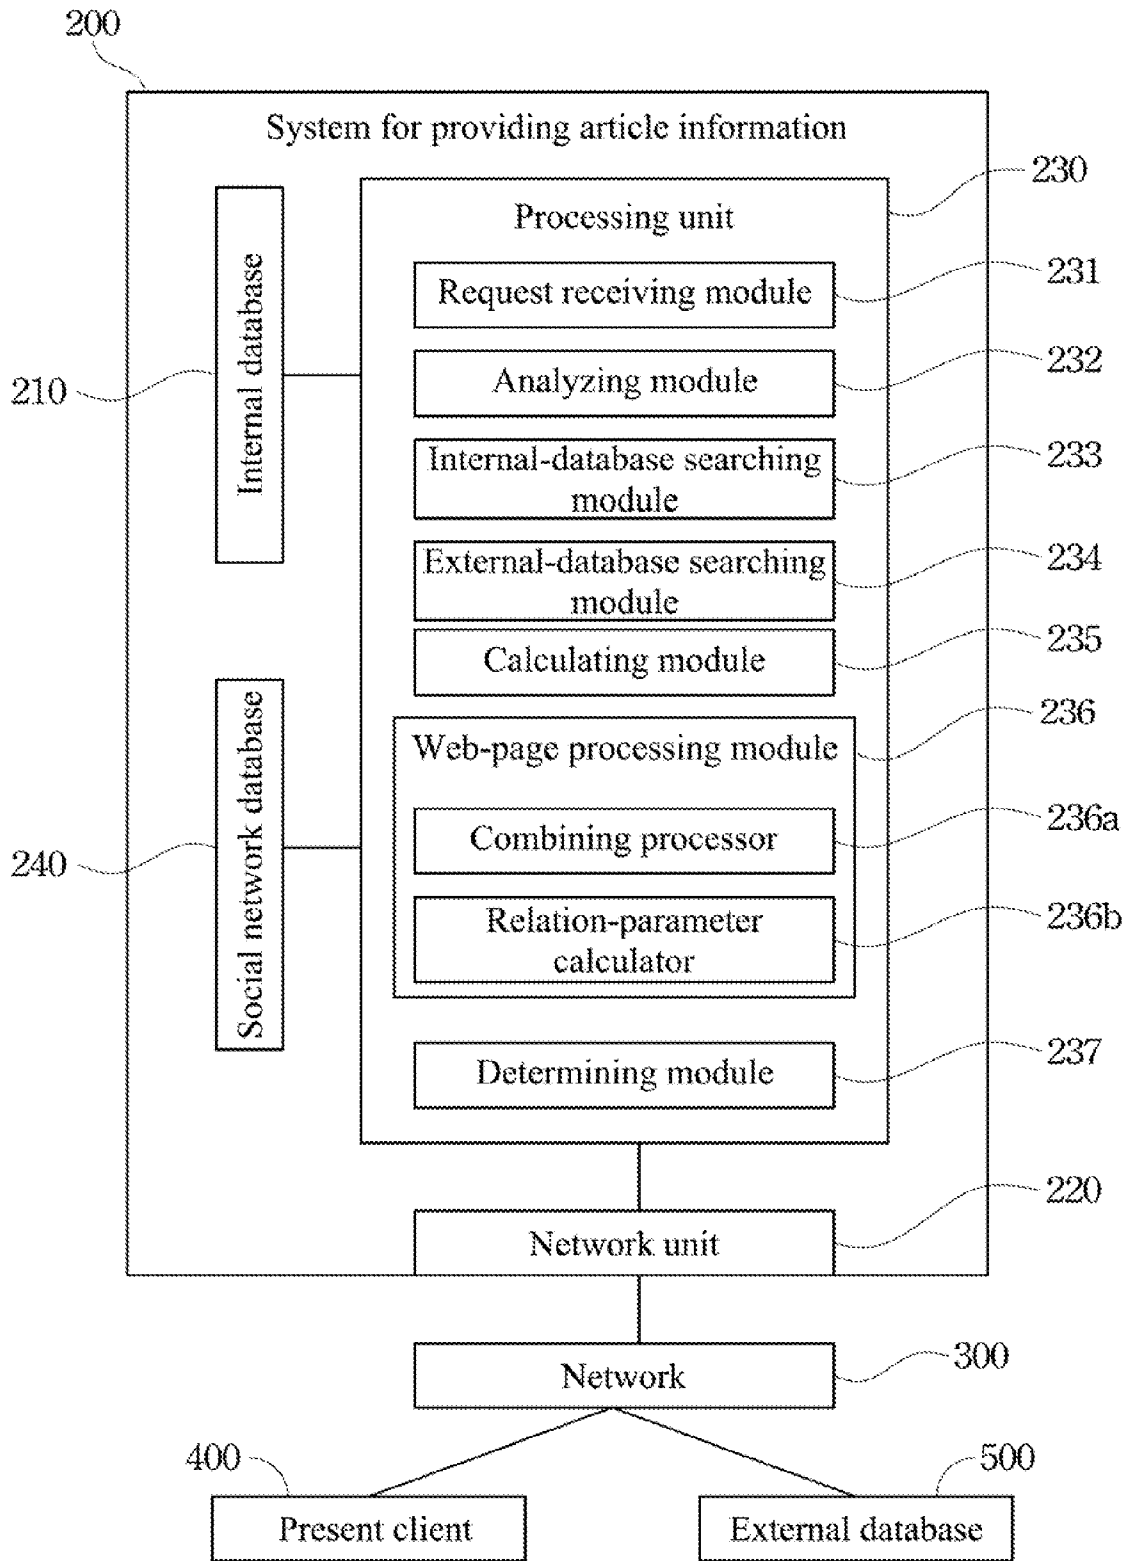 200
System for providing article information
230
Processing unit
231
Request receiving module
232
Analyzing module
210
Internal database
233
Internal-database searching
module
234
External-database searching
module
235
Calculating module
236
Web-page processing module
236a
Combining processor
240
Social network database
236b
Relation-parameter
calculator
237
Determining module
220
Network unit
300
Network
400
Present client
500
External database